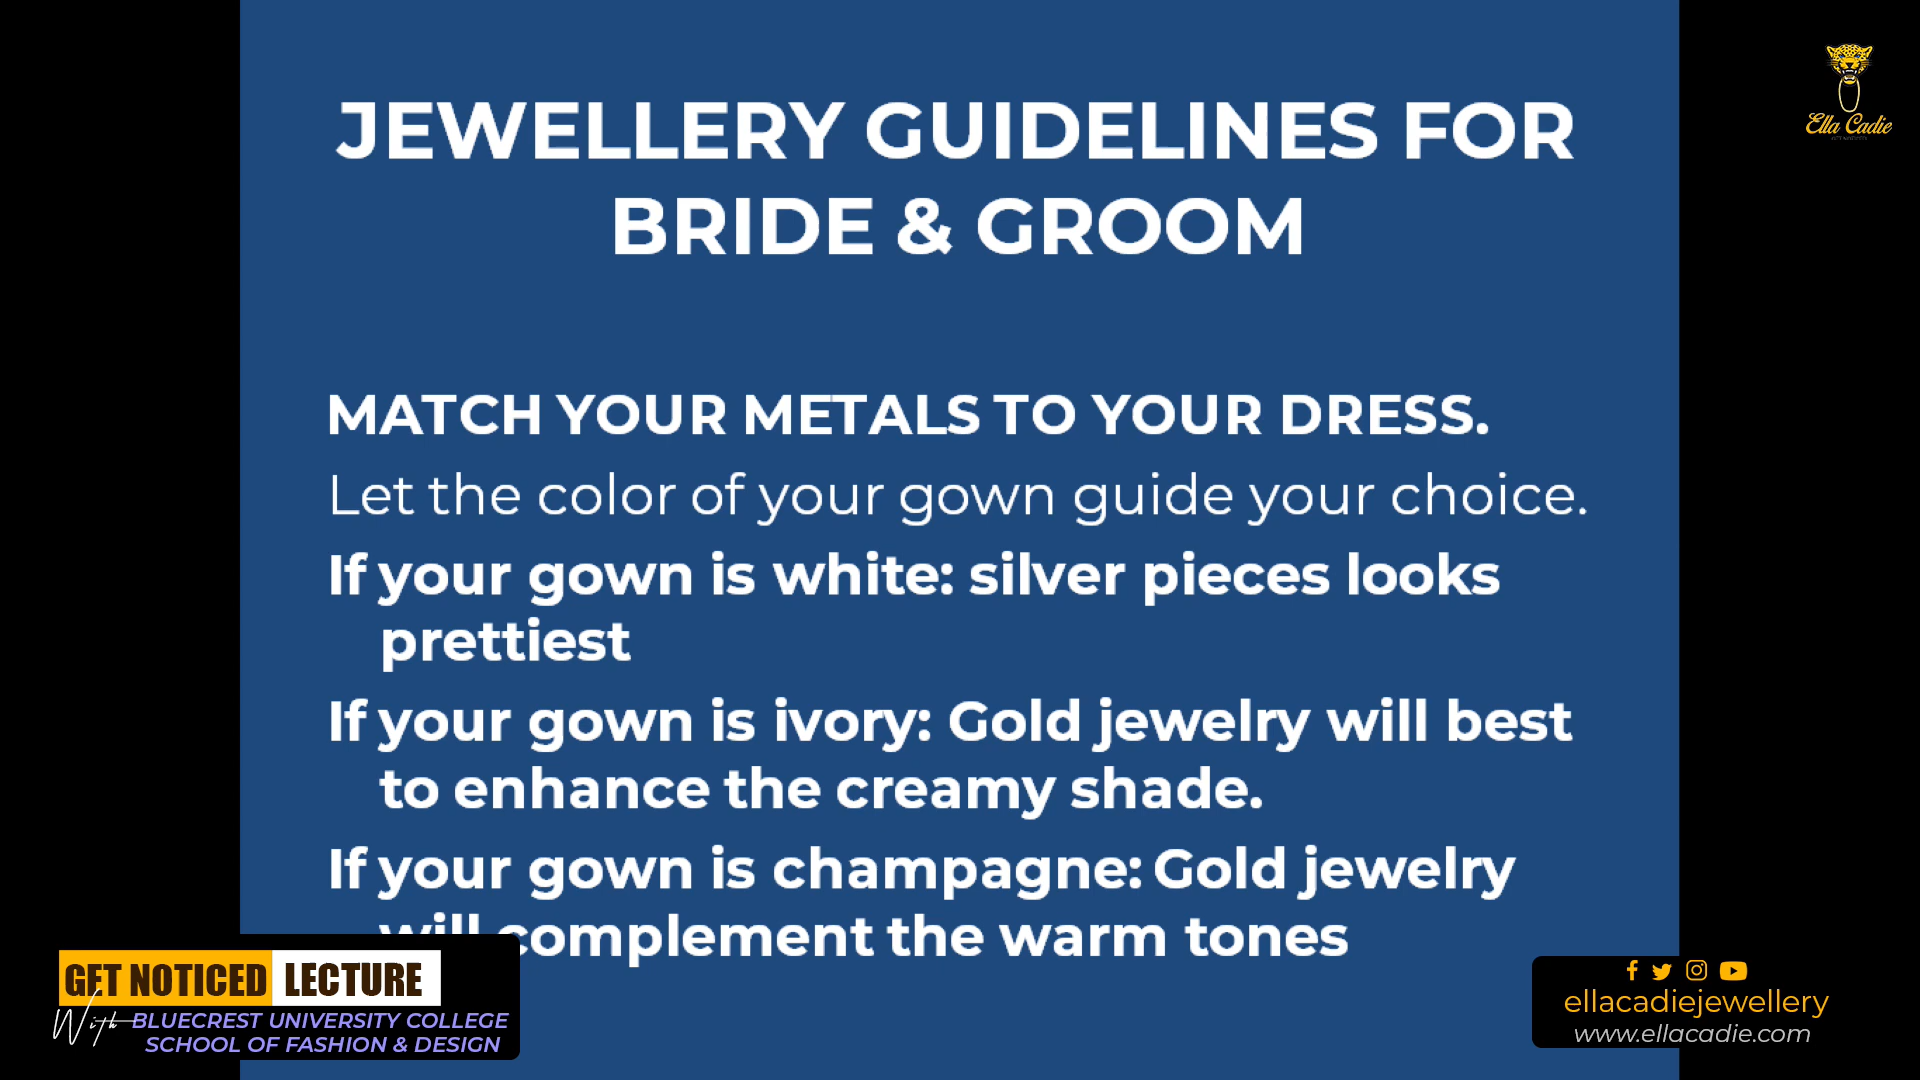 JEWELLERY GUIDELINES FOR
BRIDE & GROOM
MATCH YOUR METALS TO YOUR DRESS.
Let the color of your gown guide your choice.
If your gown is white: silver pieces looks
prettiest
If your gown is ivory: Gold jewelry will best
to enhance the creamy shade.
If your gown is champagne: Gold jewelry
will complement the warm tones
Ella Cadie
GET NOTICED LECTURE
With BLUECREST UNIVERSITY COLLEGE
SCHOOL OF FASHION & DESIGN
ellacadiejewellery
www.ellacadie.com